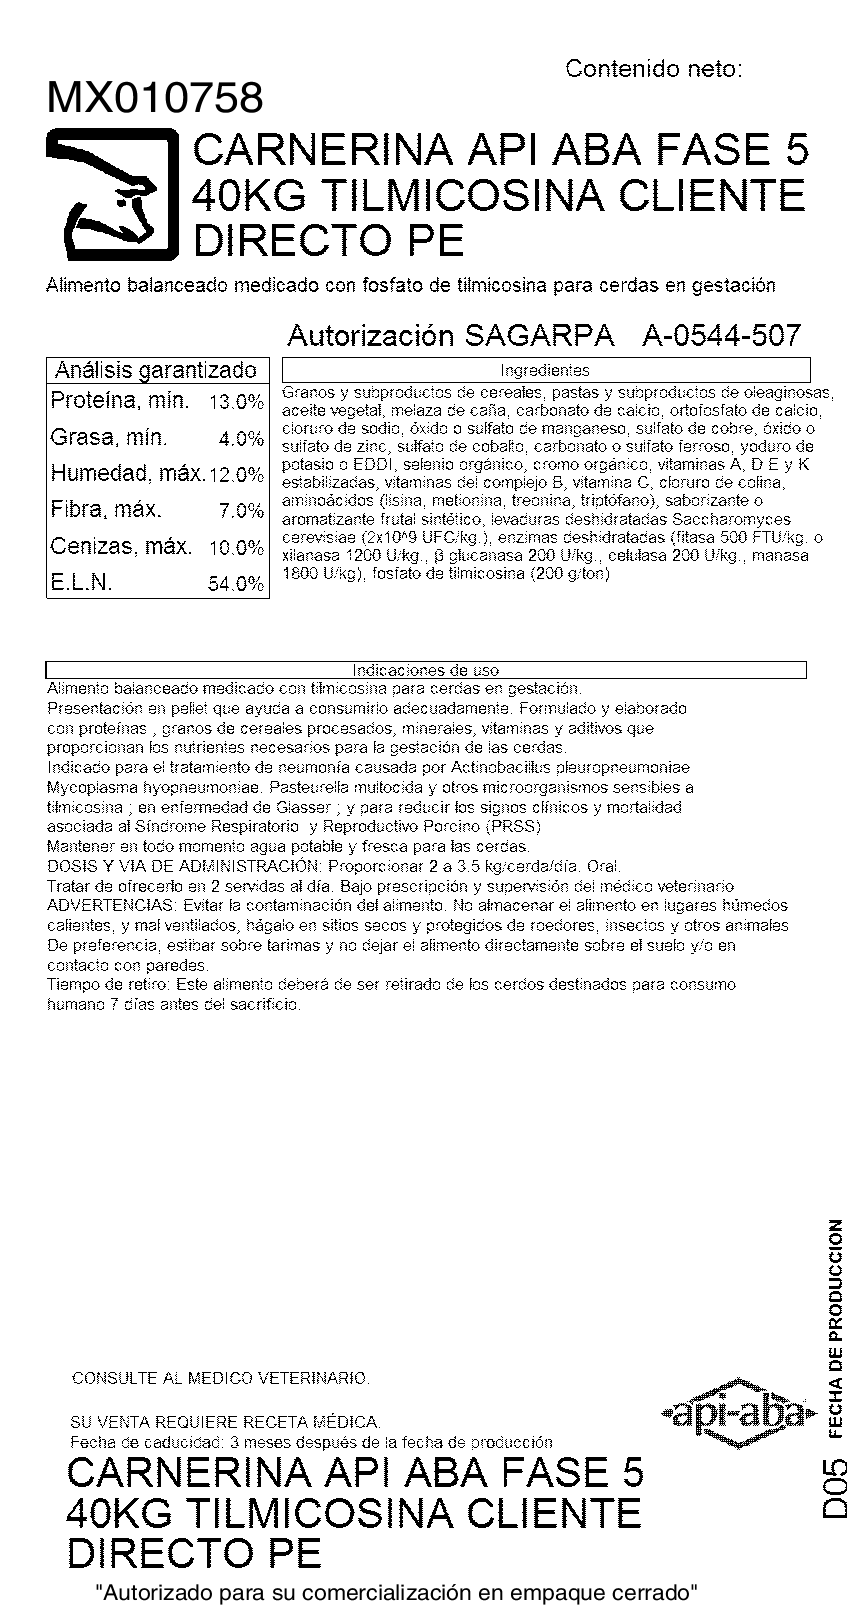 Contenido neto:
MX010758
CARNERINA API ABA FASE 5
40KG TILMICOSINA CLIENTE
DIRECTO PE
Alimento balanceado medicado con fosfato de tilmicosina para cerdas en gestación
Autorización SAGARPA A-0544-507
Análisis garantizado
Proteína, mín. 13.0%
Grasa, mín. 4.0%
Humedad, máx. 12.0%
Fibra, máx. 7.0%
Cenizas, máx. 10.0%
E.L.N. 54.0%
Ingredientes
Granos y subproductos de cereales, pastas y subproductos de oleaginosas,
aceite vegetal, melaza de caña, carbonato de calcio, ortofosfato de calcio,
cloruro de sodio, óxido o sulfato de manganeso, sulfato de cobre, óxido o
sulfato de zinc, sulfato de cobalto, carbonato o sulfato ferroso, yoduro de
potasio o EDDI, selenio orgánico, cromo orgánico, vitaminas A, D E y K
estabilizadas, vitaminas del complejo B, vitamina C, cloruro de colina,
aminoácidos (lisina, metionina, treonina, triptófano), saborizante o
aromatizante frutal sintético, levaduras deshidratadas Saccharomyces
cerevisiae (2x10^9 UFC/kg.), enzimas deshidratadas (fitasa 500 FTU/kg. o
xilanasa 1200 U/kg., β glucanasa 200 U/kg., celulasa 200 U/kg., manasa
1800 U/kg), fosfato de tilmicosina (200 g/ton)
Indicaciones de uso
Alimento balanceado medicado con tilmicosina para cerdas en gestación.
Presentación en pellet que ayuda a consumirlo adecuadamente. Formulado y elaborado
con proteínas , granos de cereales procesados, minerales, vitaminas y aditivos que
proporcionan los nutrientes necesarios para la gestación de las cerdas.
Indicado para el tratamiento de neumonía causada por Actinobacillus pleuropneumoniae
Mycoplasma hyopneumoniae. Pasteurella multocida y otros microorganismos sensibles a
tilmicosina ; en enfermedad de Glasser ; y para reducir los signos clínicos y mortalidad
asociada al Síndrome Respiratorio y Reproductivo Porcino (PRSS)
Mantener en todo momento agua potable y fresca para las cerdas.
DOSIS Y VIA DE ADMINISTRACIÓN: Proporcionar 2 a 3.5 kg/cerda/día. Oral.
Tratar de ofrecerlo en 2 servidas al día. Bajo prescripción y supervisión del médico veterinario
ADVERTENCIAS: Evitar la contaminación del alimento. No almacenar el alimento en lugares húmedos
calientes, y mal ventilados, hágalo en sitios secos y protegidos de roedores, insectos y otros animales
De preferencia, estibar sobre tarimas y no dejar el alimento directamente sobre el suelo y/o en
contacto con paredes.
Tiempo de retiro: Este alimento deberá de ser retirado de los cerdos destinados para consumo
humano 7 días antes del sacrificio.
FECHA DE PRODUCCION
D05
CONSULTE AL MEDICO VETERINARIO.
api-aba
SU VENTA REQUIERE RECETA MÉDICA.
Fecha de caducidad: 3 meses después de la fecha de producción
CARNERINA API ABA FASE 5
40KG TILMICOSINA CLIENTE
DIRECTO PE
"Autorizado para su comercialización en empaque cerrado"